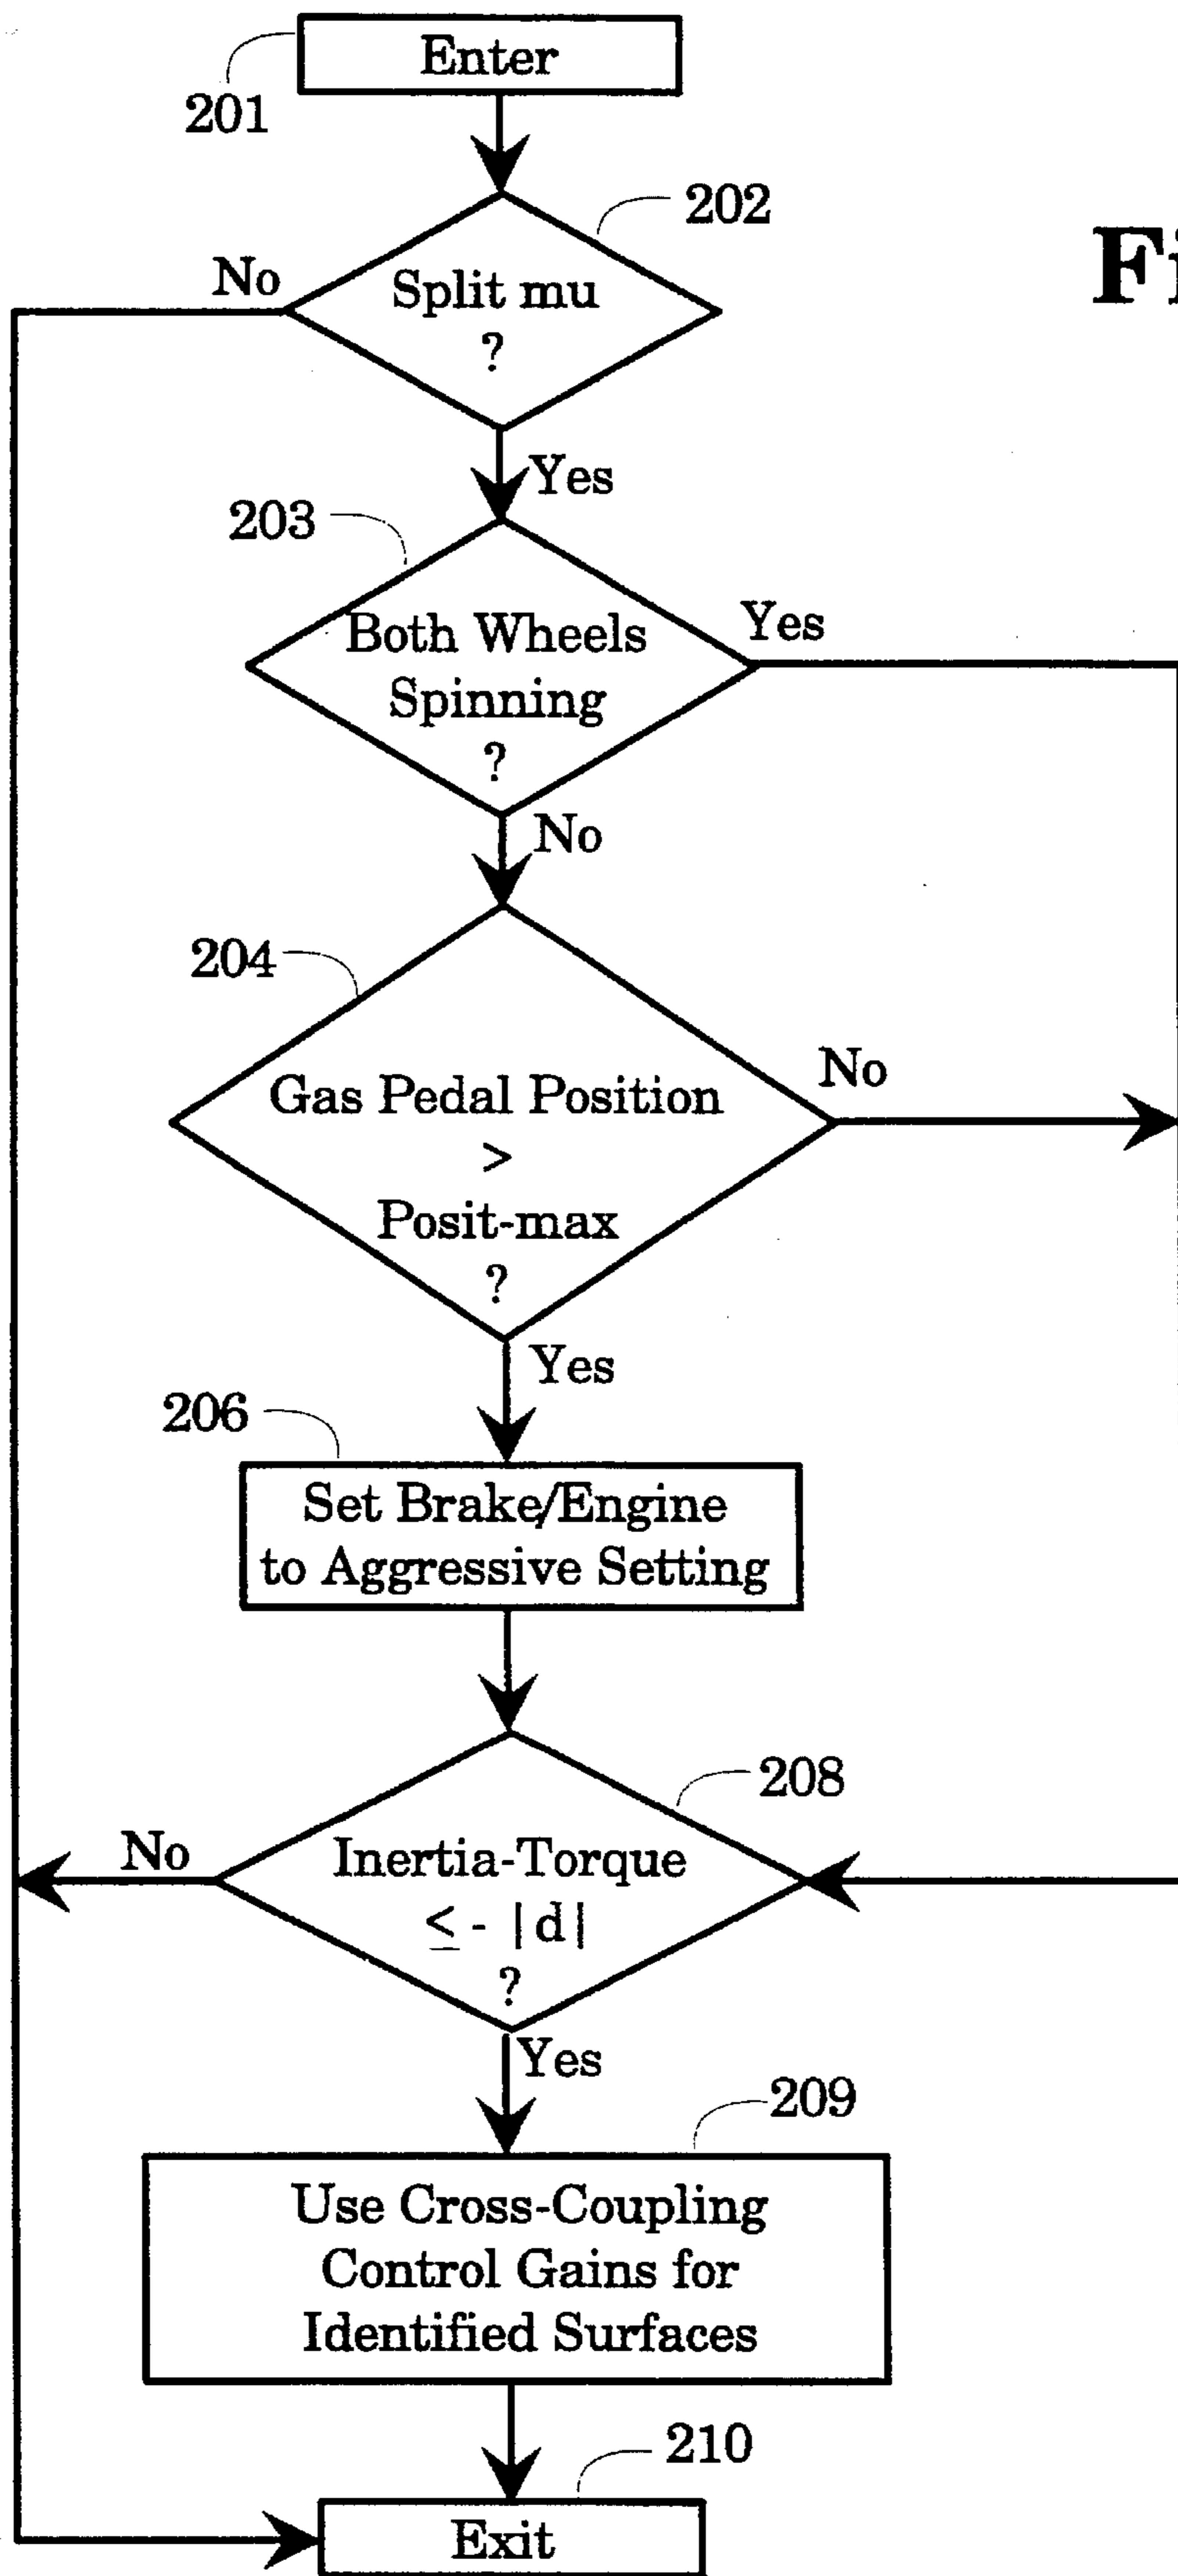 Enter
201
202
Fi
No
Split mu
?
Yes
203
Both Wheels
Spinning
?
Yes
No
204
Gas Pedal Position
>
Posit-max
?
No
Yes
206
Set Brake/Engine
to Aggressive Setting
208
No
Inertia-Torque
≤ - |d|
?
Yes
209
Use Cross-Coupling
Control Gains for
Identified Surfaces
210
Exit